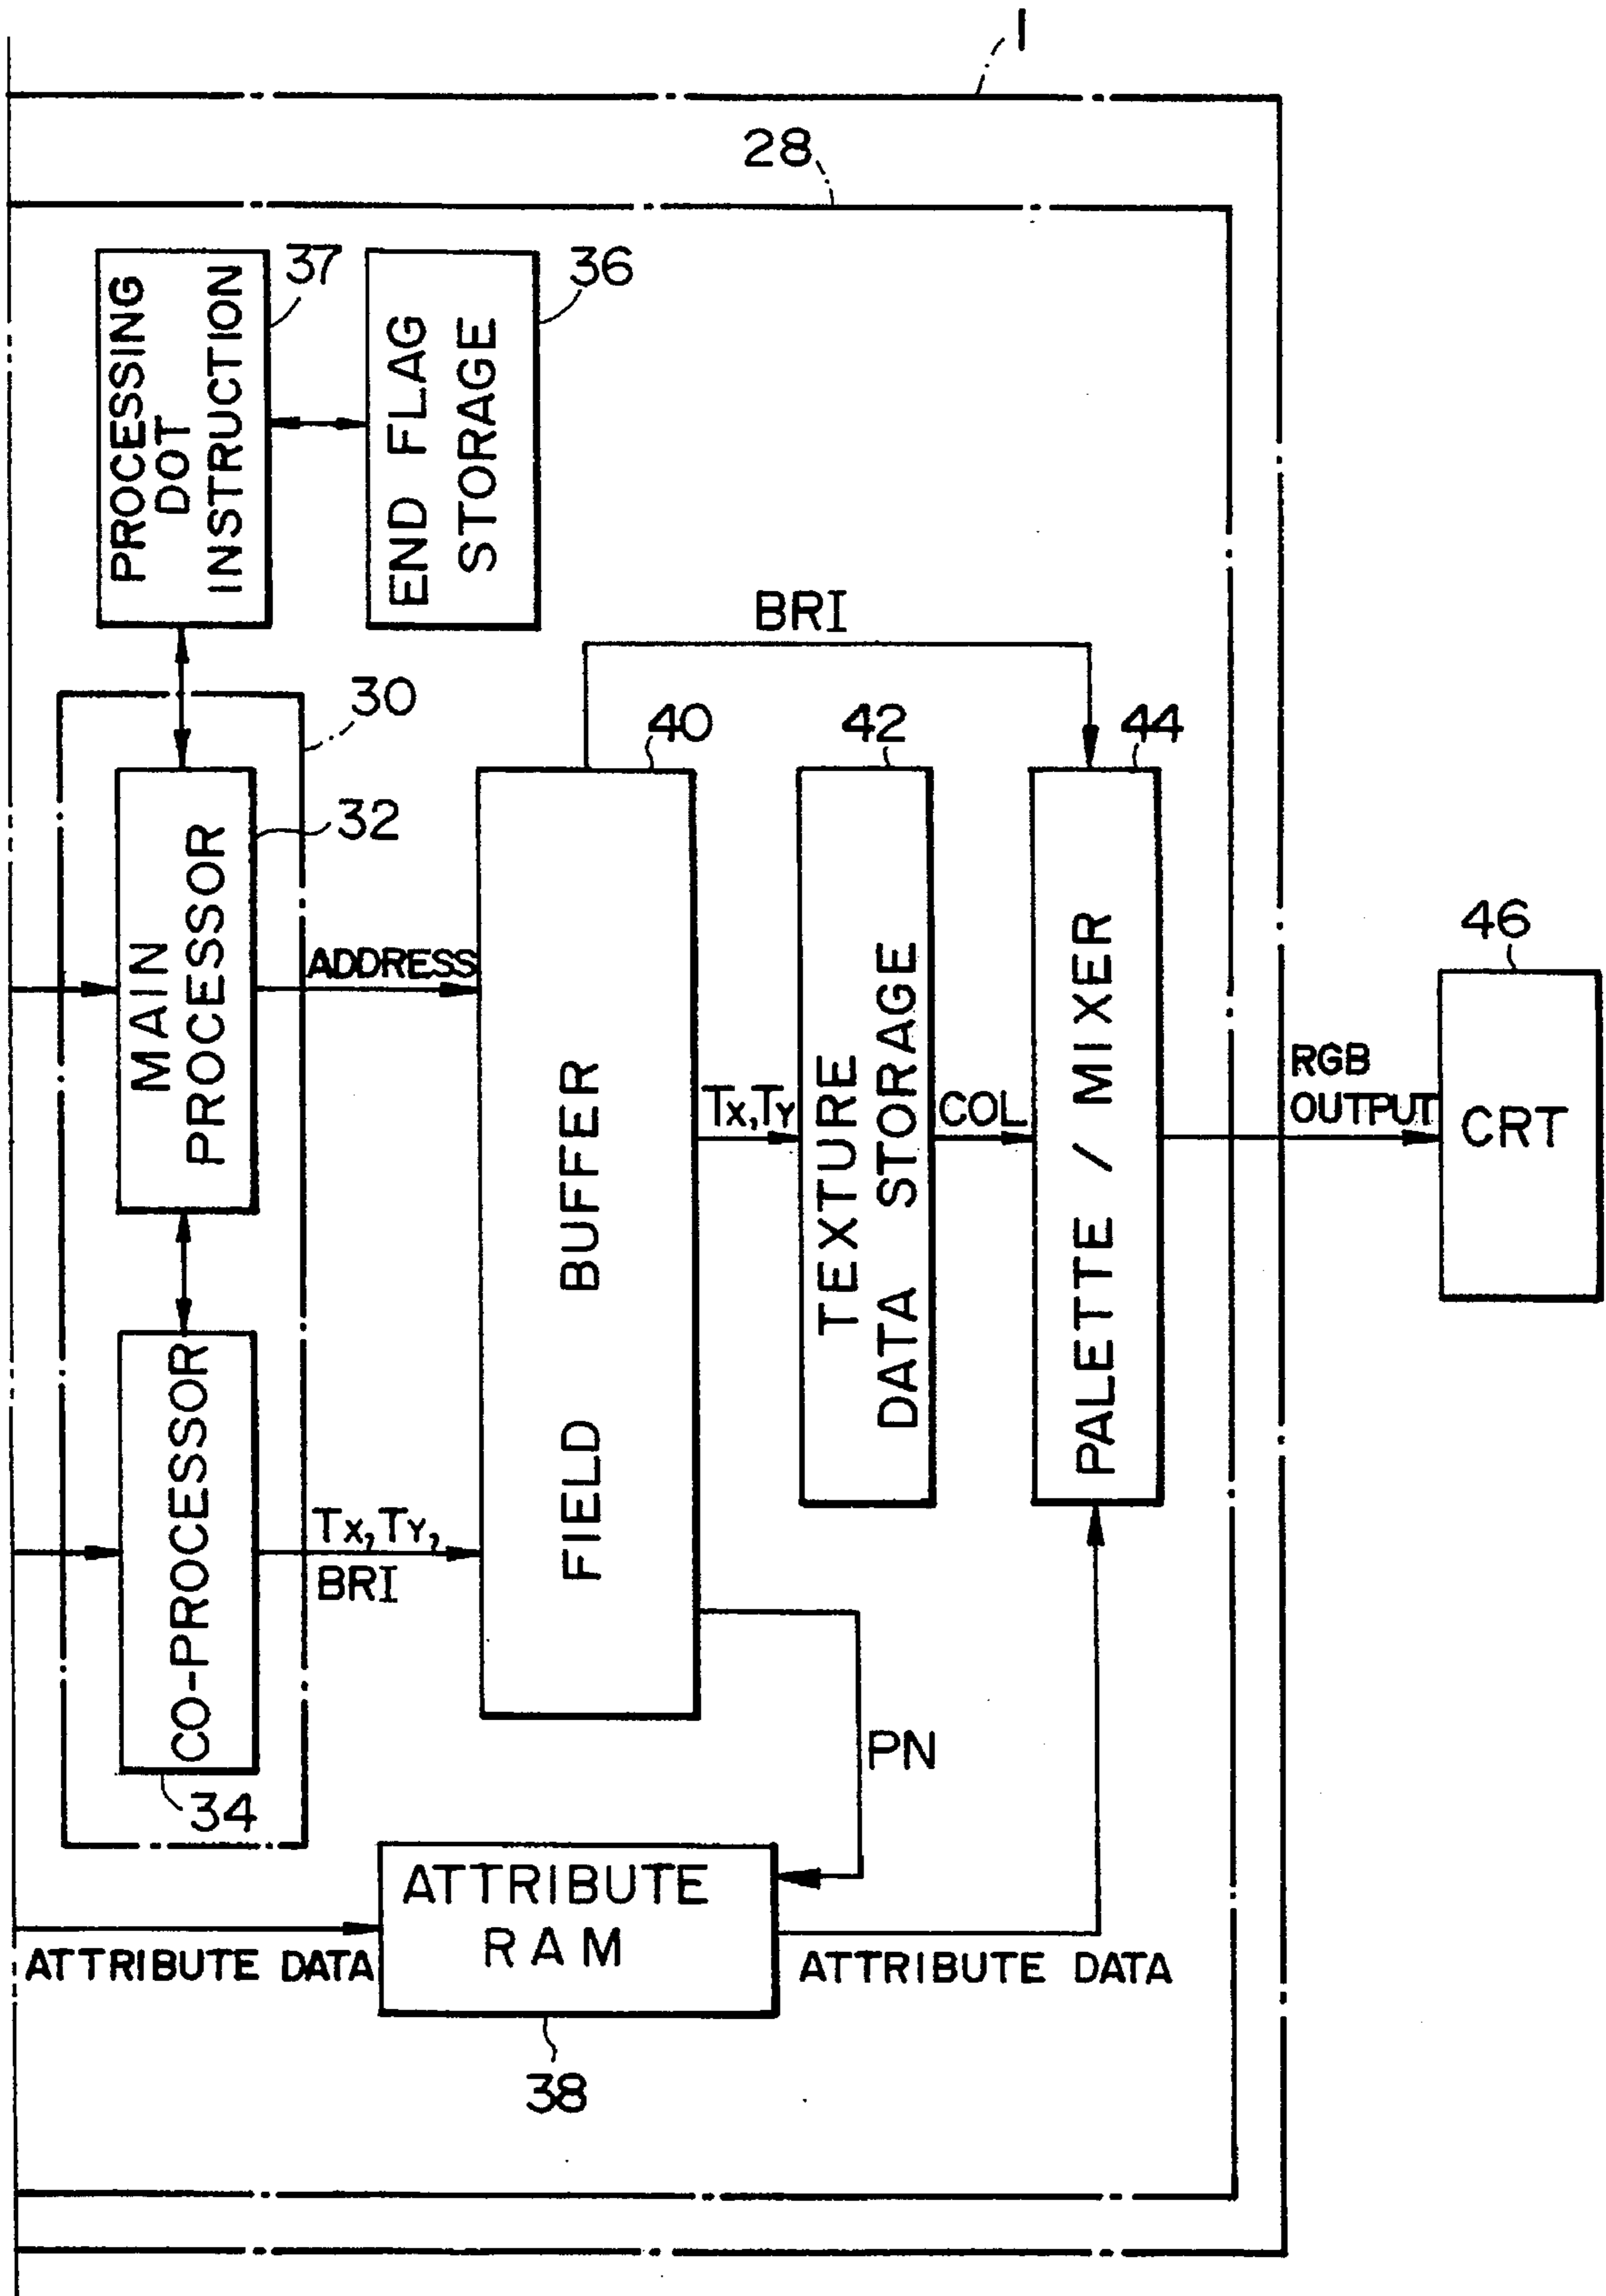 1
28
37
36
PROCESSING
DOT
INSTRUCTION
END FLAG
STORAGE
BRI
30
40
42
44
32
MAIN
PROCESSOR
ADDRESS
46
FIELD BUFFER
Tx,Ty
TEXTURE
DATA STORAGE
COL
PALETTE / MIXER
RGB
OUTPUT
CRT
CO-PROCESSOR
Tx,Ty,
BRI
34
PN
ATTRIBUTE
RAM
ATTRIBUTE DATA
ATTRIBUTE DATA
38